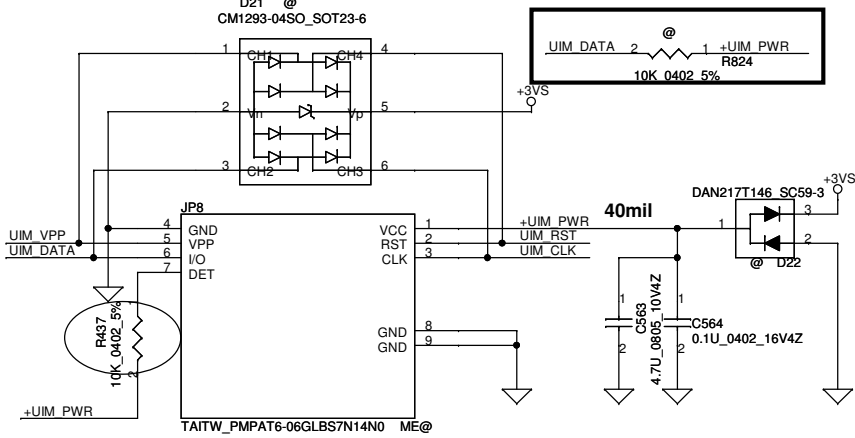 D21 @
CM1293-04SO_SOT23-6
1 CH1 CH4 4
2 Vn Vp 5
3 CH2 CH3 6
+3VS
@
UIM_DATA 2 1 +UIM_PWR
R824
10K_0402_5%
JP8
UIM_VPP
UIM_DATA
4 GND
5 VPP
6 I/O
7 DET
VCC 1 +UIM_PWR
RST 2 UIM_RST
CLK 3 UIM_CLK
GND 8
GND 9
40mil
DAN217T146_SC59-3
+3VS
1
3
2
@ D22
1
R437
10K_0402_5%
2
+UIM_PWR
1
C563
4.7U_0805_10V4Z
2
1
C564
0.1U_0402_16V4Z
2
TAITW_PMPAT6-06GLBS7N14N0 ME@